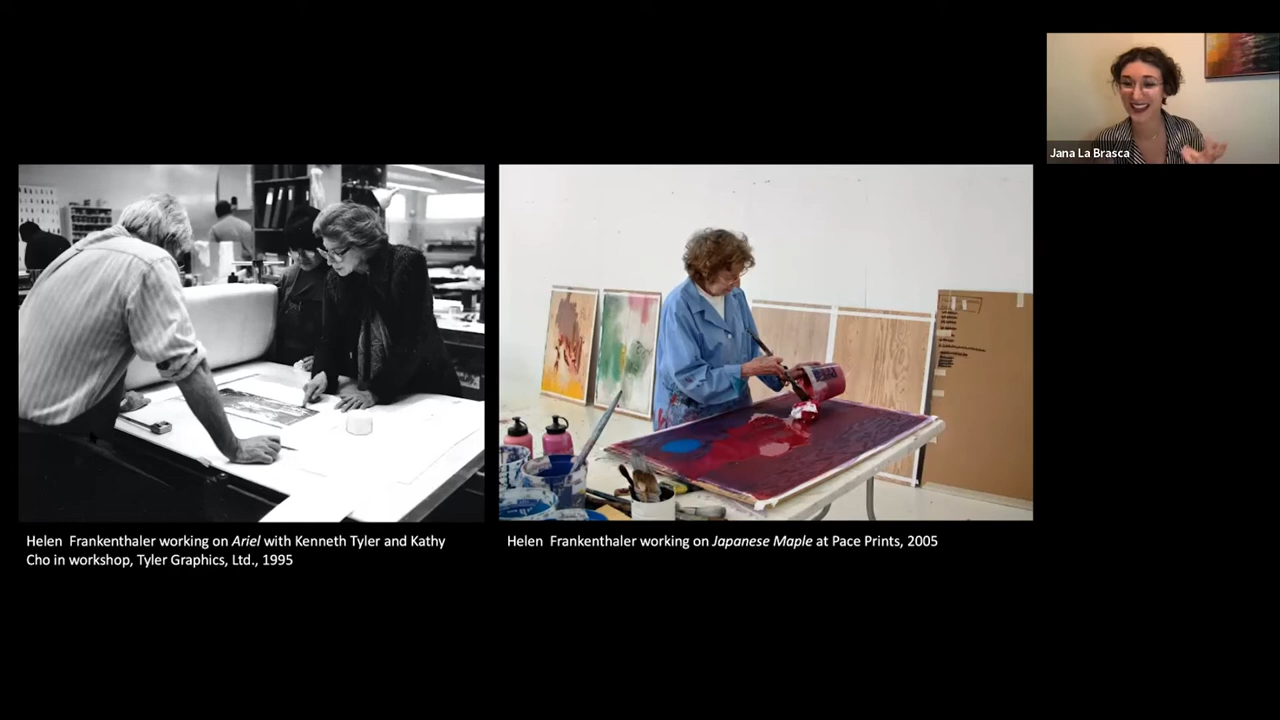 Jana La Brasca
Helen Frankenthaler working on Ariel with Kenneth Tyler and Kathy
Cho in workshop, Tyler Graphics, Ltd., 1995
Helen Frankenthaler working on Japanese Maple at Pace Prints, 2005